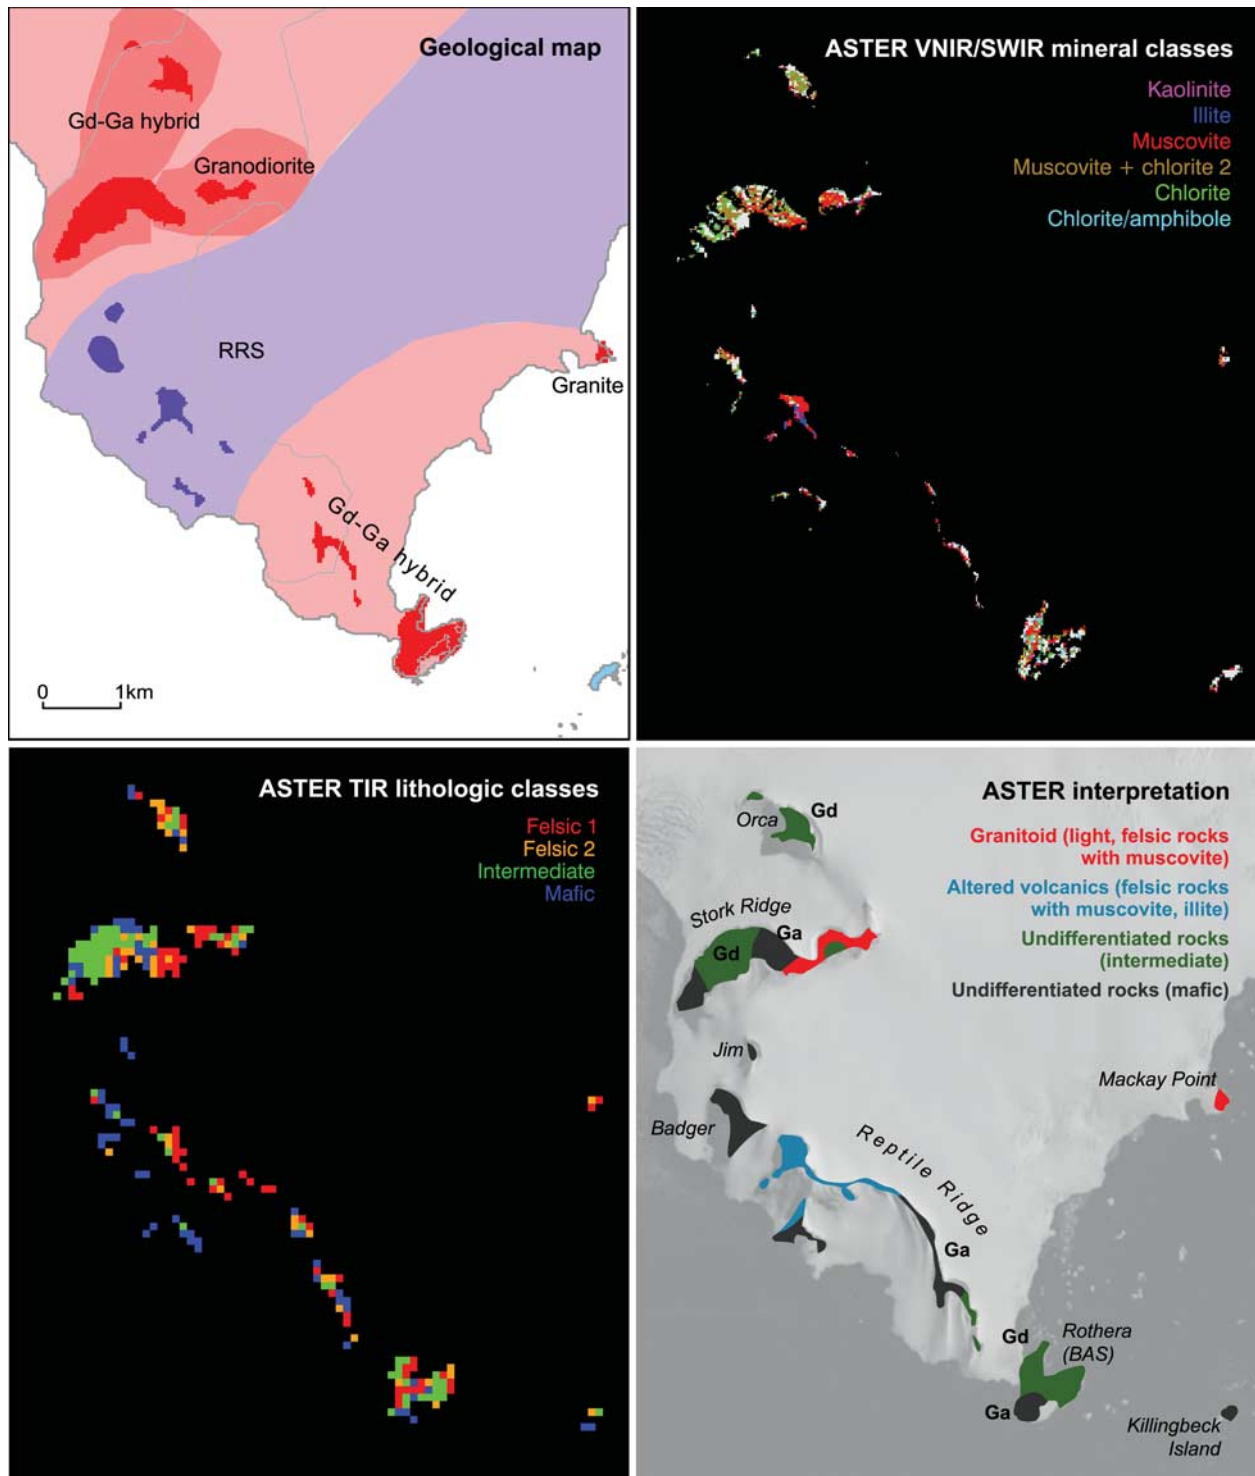 Geological map
Gd-Ga hybrid
Granodiorite
RRS
Granite
Gd-Ga hybrid
0 1km
ASTER VNIR/SWIR mineral classes
Kaolinite
Illite
Muscovite
Muscovite + chlorite 2
Chlorite
Chlorite/amphibole
ASTER TIR lithologic classes
Felsic 1
Felsic 2
Intermediate
Mafic
ASTER interpretation
Granitoid (light, felsic rocks
with muscovite)
Altered volcanics (felsic rocks
with muscovite, illite)
Undifferentiated rocks
(intermediate)
Undifferentiated rocks (mafic)
Orca
Gd
Stork Ridge
Ga
Gd
Jim
Mackay Point
Badger
Reptile Ridge
Ga
Gd
Rothera
(BAS)
Ga
Killingbeck
Island